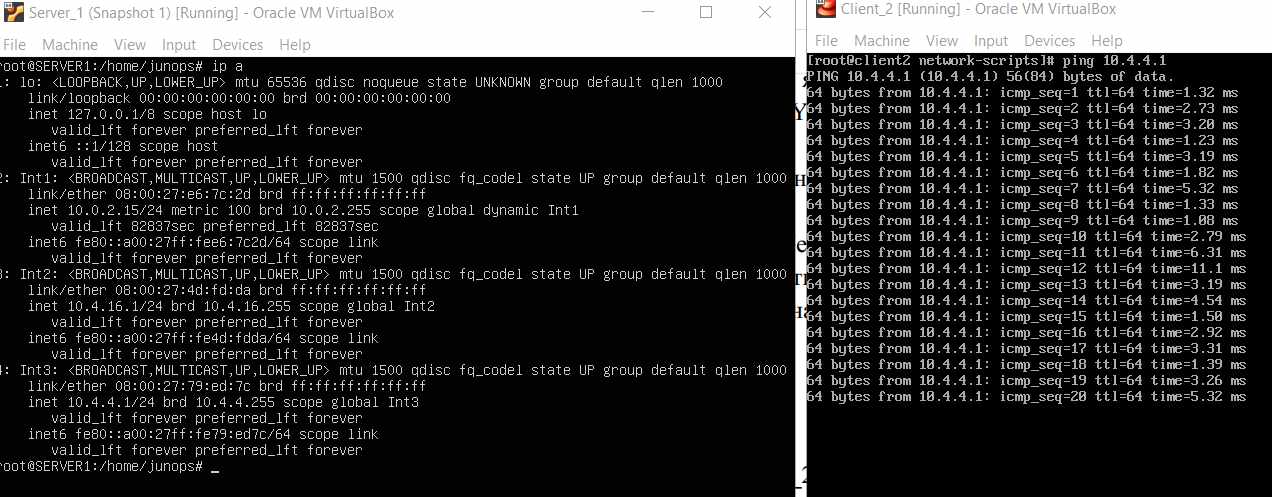 Server_1 (Snapshot 1) [Running] - Oracle VM VirtualBox
File Machine View Input Devices Help
root@SERVER1:/home/junops# ip a
1: lo: <LOOPBACK,UP,LOWER_UP> mtu 65536 qdisc noqueue state UNKNOWN group default qlen 1000
link/loopback 00:00:00:00:00:00 brd 00:00:00:00:00:00
inet 127.0.0.1/8 scope host lo
valid_lft forever preferred_lft forever
inet6 ::1/128 scope host
valid_lft forever preferred_lft forever
2: Int1: <BROADCAST,MULTICAST,UP,LOWER_UP> mtu 1500 qdisc fq_codel state UP group default qlen 1000
link/ether 08:00:27:e6:7c:2d brd ff:ff:ff:ff:ff:ff
inet 10.0.2.15/24 metric 100 brd 10.0.2.255 scope global dynamic Int1
valid_lft 82837sec preferred_lft 82837sec
inet6 fe80::a00:27ff:fee6:7c2d/64 scope link
valid_lft forever preferred_lft forever
3: Int2: <BROADCAST,MULTICAST,UP,LOWER_UP> mtu 1500 qdisc fq_codel state UP group default qlen 1000
link/ether 08:00:27:4d:fd:da brd ff:ff:ff:ff:ff:ff
inet 10.4.16.1/24 brd 10.4.16.255 scope global Int2
valid_lft forever preferred_lft forever
inet6 fe80::a00:27ff:fe4d:fdda/64 scope link
valid_lft forever preferred_lft forever
4: Int3: <BROADCAST,MULTICAST,UP,LOWER_UP> mtu 1500 qdisc fq_codel state UP group default qlen 1000
link/ether 08:00:27:79:ed:7c brd ff:ff:ff:ff:ff:ff
inet 10.4.4.1/24 brd 10.4.4.255 scope global Int3
valid_lft forever preferred_lft forever
inet6 fe80::a00:27ff:fe79:ed7c/64 scope link
valid_lft forever preferred_lft forever
root@SERVER1:/home/junops# _
Client_2 [Running] - Oracle VM VirtualBox
File Machine View Input Devices Help
[root@client2 network-scripts]# ping 10.4.4.1
PING 10.4.4.1 (10.4.4.1) 56(84) bytes of data.
64 bytes from 10.4.4.1: icmp_seq=1 ttl=64 time=1.32 ms
64 bytes from 10.4.4.1: icmp_seq=2 ttl=64 time=2.73 ms
64 bytes from 10.4.4.1: icmp_seq=3 ttl=64 time=3.20 ms
64 bytes from 10.4.4.1: icmp_seq=4 ttl=64 time=1.23 ms
64 bytes from 10.4.4.1: icmp_seq=5 ttl=64 time=3.19 ms
64 bytes from 10.4.4.1: icmp_seq=6 ttl=64 time=1.82 ms
64 bytes from 10.4.4.1: icmp_seq=7 ttl=64 time=5.32 ms
64 bytes from 10.4.4.1: icmp_seq=8 ttl=64 time=1.33 ms
64 bytes from 10.4.4.1: icmp_seq=9 ttl=64 time=1.08 ms
64 bytes from 10.4.4.1: icmp_seq=10 ttl=64 time=2.79 ms
64 bytes from 10.4.4.1: icmp_seq=11 ttl=64 time=6.31 ms
64 bytes from 10.4.4.1: icmp_seq=12 ttl=64 time=11.1 ms
64 bytes from 10.4.4.1: icmp_seq=13 ttl=64 time=3.19 ms
64 bytes from 10.4.4.1: icmp_seq=14 ttl=64 time=4.54 ms
64 bytes from 10.4.4.1: icmp_seq=15 ttl=64 time=1.50 ms
64 bytes from 10.4.4.1: icmp_seq=16 ttl=64 time=2.92 ms
64 bytes from 10.4.4.1: icmp_seq=17 ttl=64 time=3.31 ms
64 bytes from 10.4.4.1: icmp_seq=18 ttl=64 time=1.39 ms
64 bytes from 10.4.4.1: icmp_seq=19 ttl=64 time=3.26 ms
64 bytes from 10.4.4.1: icmp_seq=20 ttl=64 time=5.32 ms